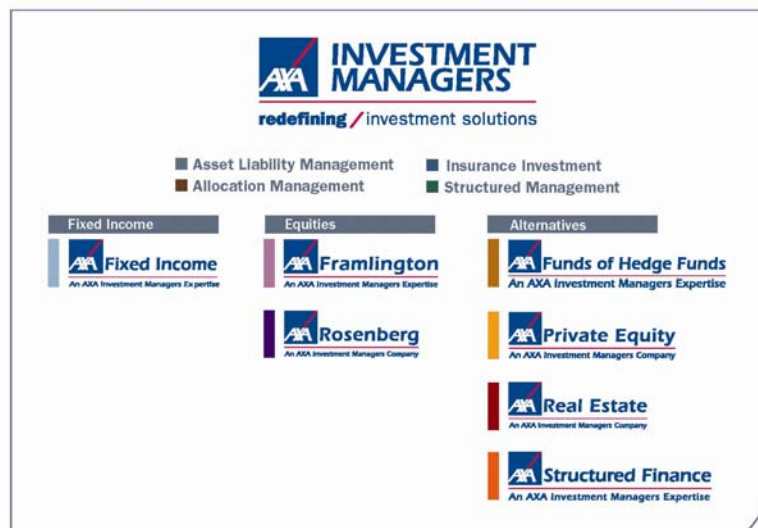 AXA INVESTMENT
MANAGERS
redefining / investment solutions
Asset Liability Management
Insurance Investment
Allocation Management
Structured Management
Fixed Income
AXA Fixed Income
An AXA Investment Managers Expertise
Equities
AXA Framlington
An AXA Investment Managers Expertise
AXA Rosenberg
An AXA Investment Managers Company
Alternatives
AXA Funds of Hedge Funds
An AXA Investment Managers Expertise
AXA Private Equity
An AXA Investment Managers Company
AXA Real Estate
An AXA Investment Managers Company
AXA Structured Finance
An AXA Investment Managers Expertise